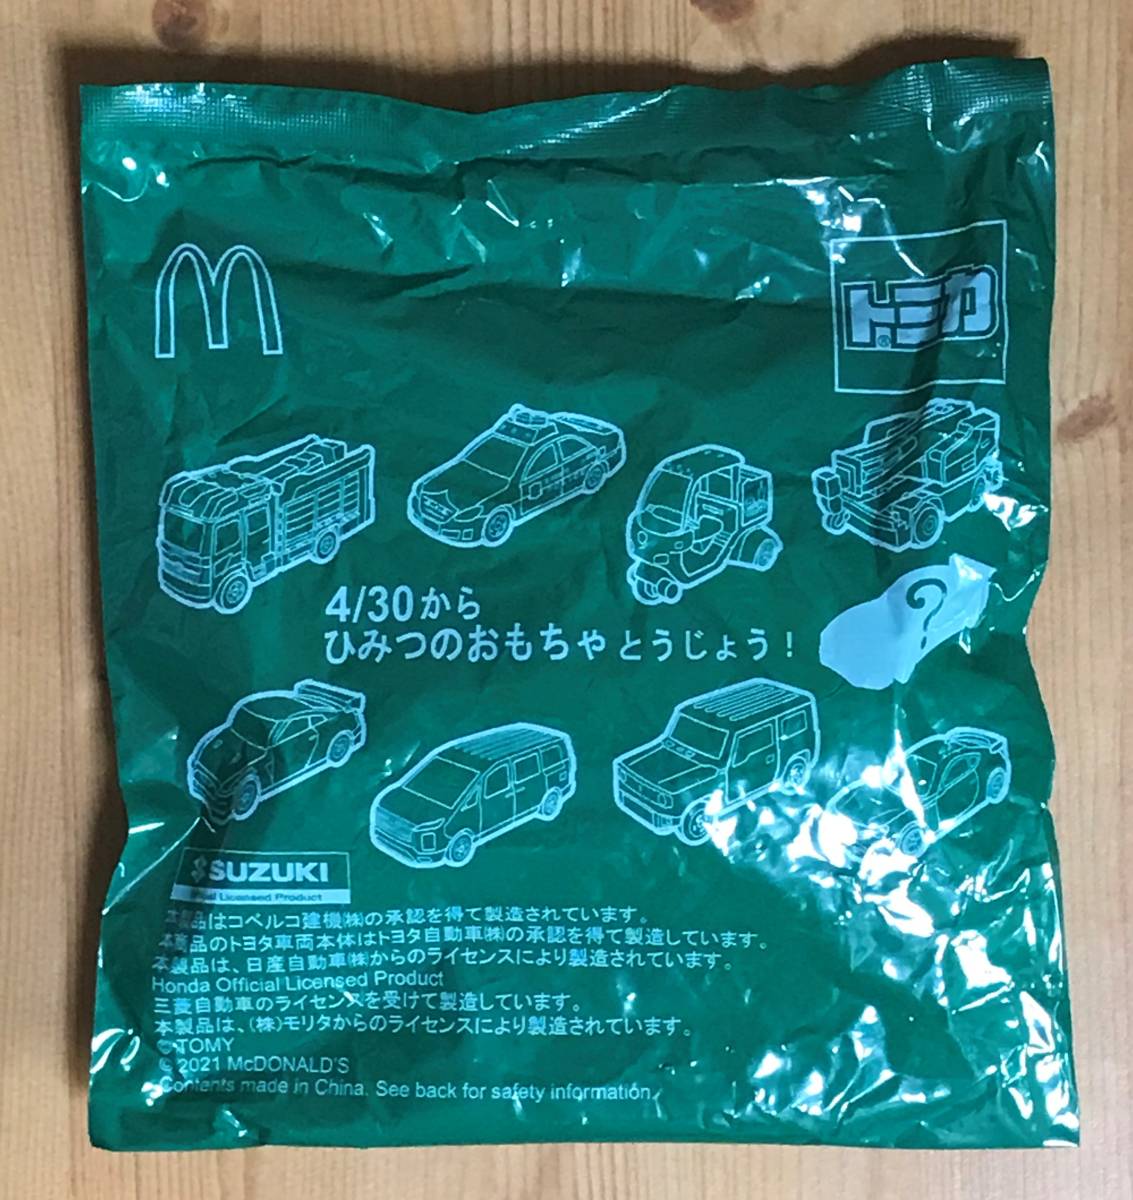 M
トミカ
®
4/30から
ひみつのおもちゃ とうじょう!
?
SUZUKI
Official Licensed Product
本製品はコベルコ建機㈱の承認を得て製造されています。
本商品のトヨタ車両本体はトヨタ自動車㈱の承認を得て製造しています。
本製品は、日産自動車㈱からのライセンスにより製造されています。
Honda Official Licensed Product
三菱自動車のライセンスを受けて製造しています。
本製品は、(株)モリタからのライセンスにより製造されています。
© TOMY
© 2021 McDONALD'S
Contents made in China. See back for safety information.